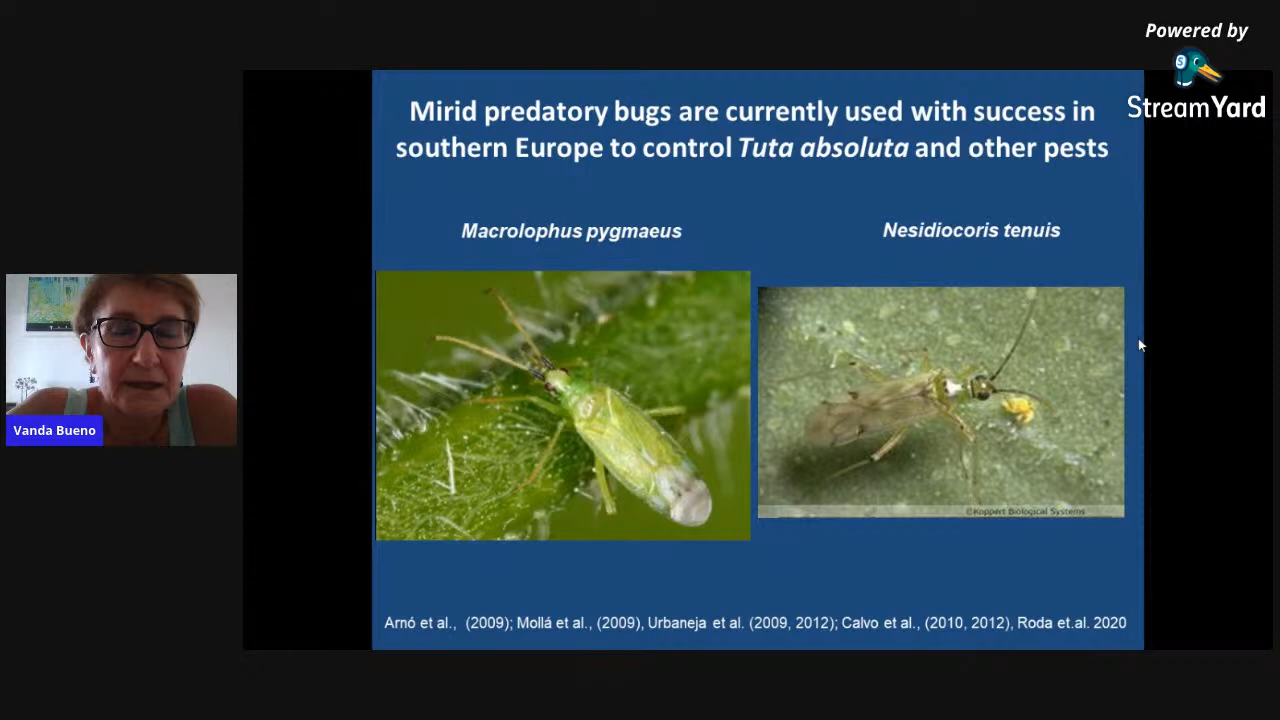 Powered by
StreamYard
Mirid predatory bugs are currently used with success in
southern Europe to control Tuta absoluta and other pests
Macrolophus pygmaeus
Nesidiocoris tenuis
©Koppert Biological Systems
Vanda Bueno
Arnó et al., (2009); Mollá et al., (2009), Urbaneja et al. (2009, 2012); Calvo et al., (2010, 2012), Roda et.al. 2020